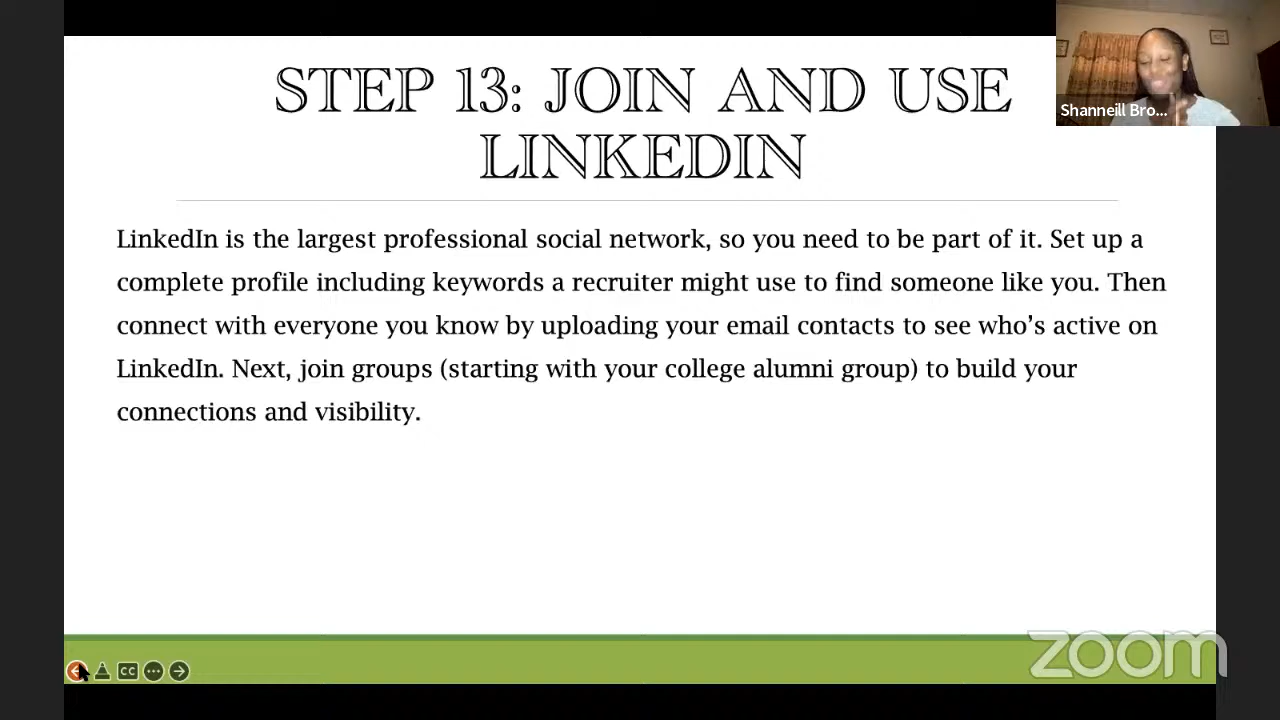 STEP 13: JOIN AND USE
LINKEDIN
Shanneill Bro...
LinkedIn is the largest professional social network, so you need to be part of it. Set up a
complete profile including keywords a recruiter might use to find someone like you. Then
connect with everyone you know by uploading your email contacts to see who's active on
LinkedIn. Next, join groups (starting with your college alumni group) to build your
connections and visibility.
CC
zoom